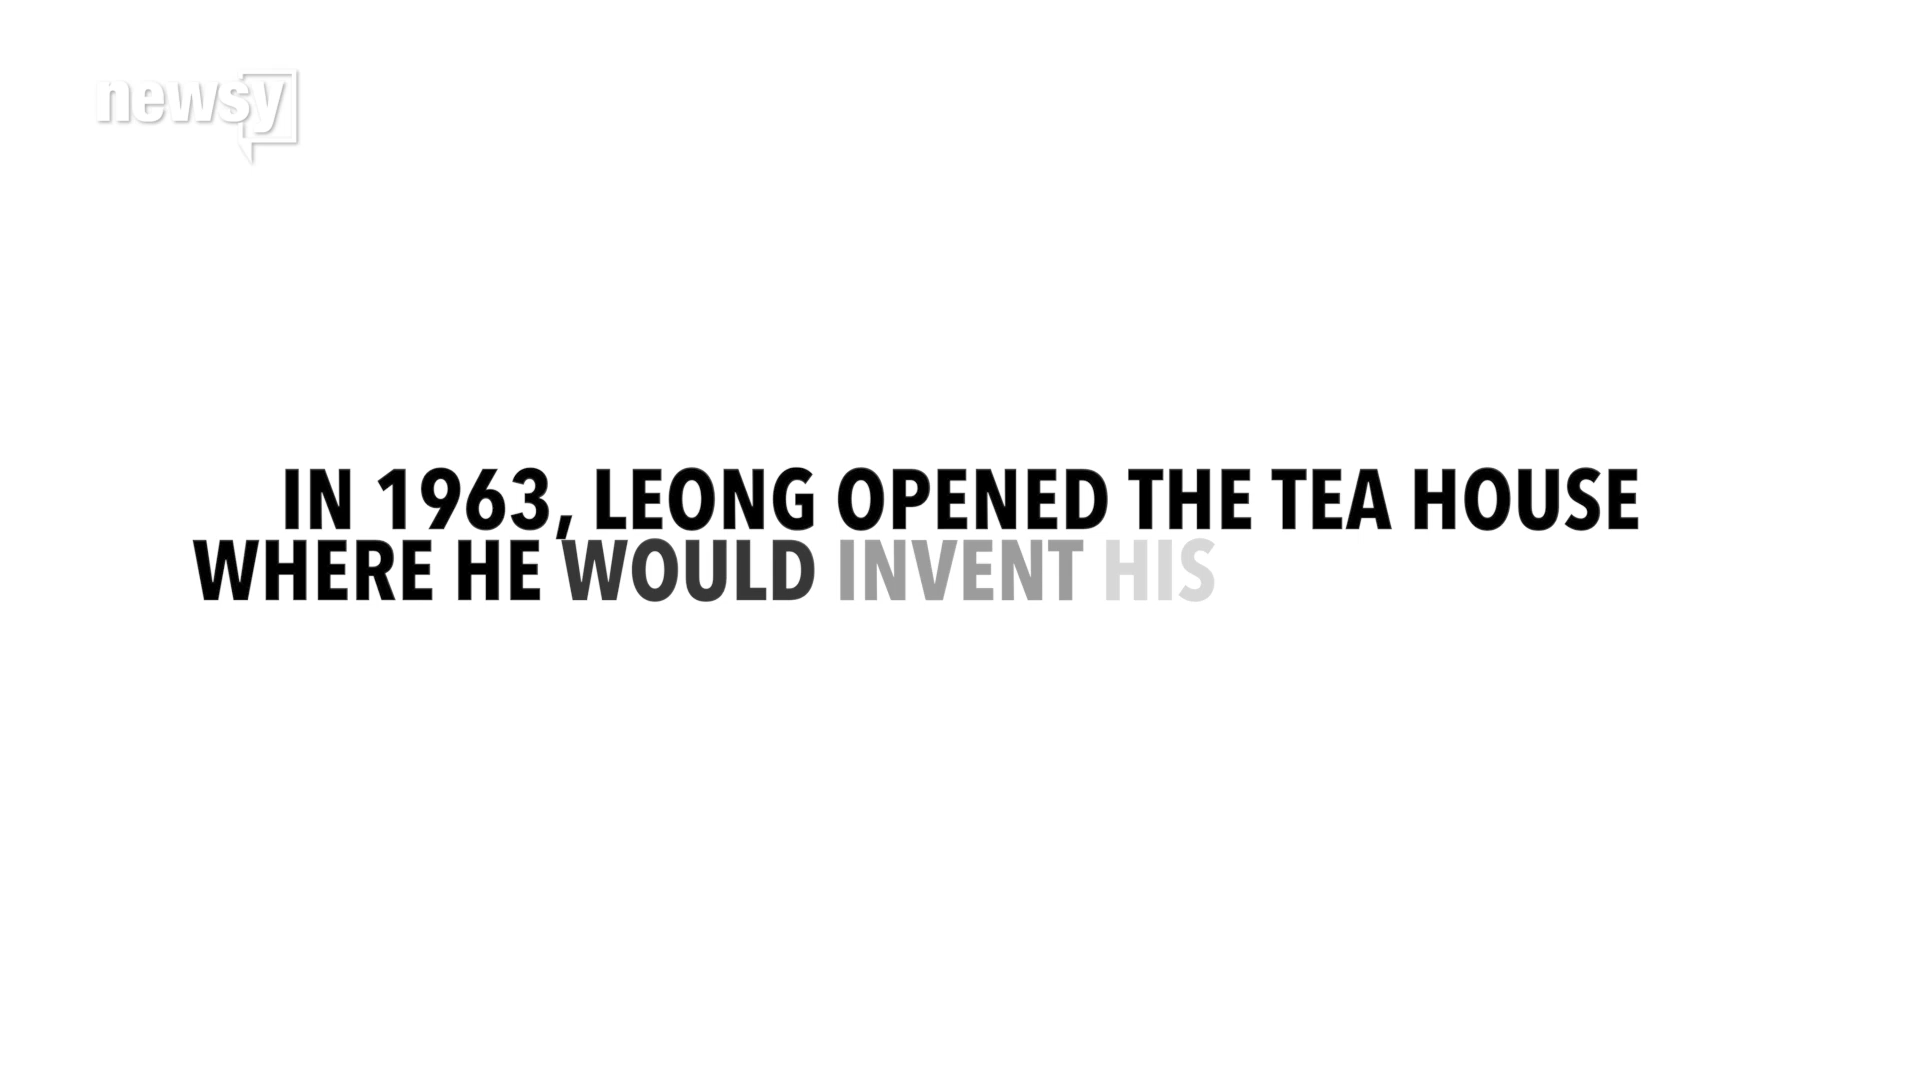 newsy
IN 1963, LEONG OPENED THE TEA HOUSE
WHERE HE WOULD INVENT HIS